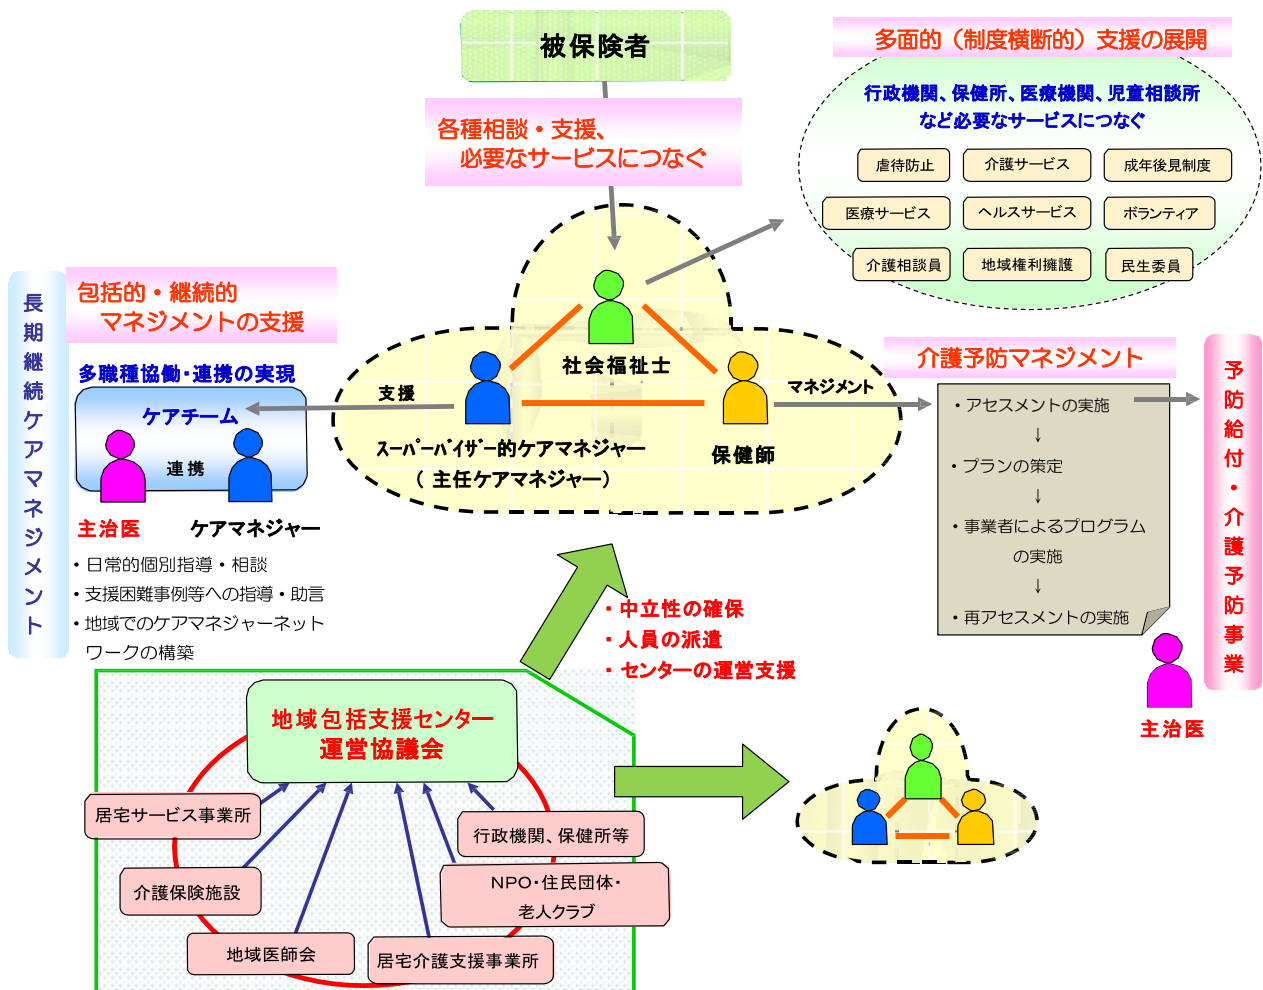 被保険者
各種相談・支援、
必要なサービスにつなぐ
多面的（制度横断的）支援の展開
行政機関、保健所、医療機関、児童相談所
など必要なサービスにつなぐ
虐待防止
介護サービス
成年後見制度
医療サービス
ヘルスサービス
ボランティア
介護相談員
地域権利擁護
民生委員
長期継続ケアマネジメント
包括的・継続的
マネジメントの支援
多職種協働・連携の実現
ケアチーム
連携
主治医
ケアマネジャー
・日常的個別指導・相談
・支援困難事例等への指導・助言
・地域でのケアマネジャーネット
ワークの構築
支援
社会福祉士
スーパーバイザー的ケアマネジャー
（主任ケアマネジャー）
保健師
マネジメント
介護予防マネジメント
・アセスメントの実施
↓
・プランの策定
↓
・事業者によるプログラム
の実施
↓
・再アセスメントの実施
主治医
予防給付・介護予防事業
・中立性の確保
・人員の派遣
・センターの運営支援
地域包括支援センター
運営協議会
居宅サービス事業所
介護保険施設
地域医師会
居宅介護支援事業所
NPO・住民団体・
老人クラブ
行政機関、保健所等